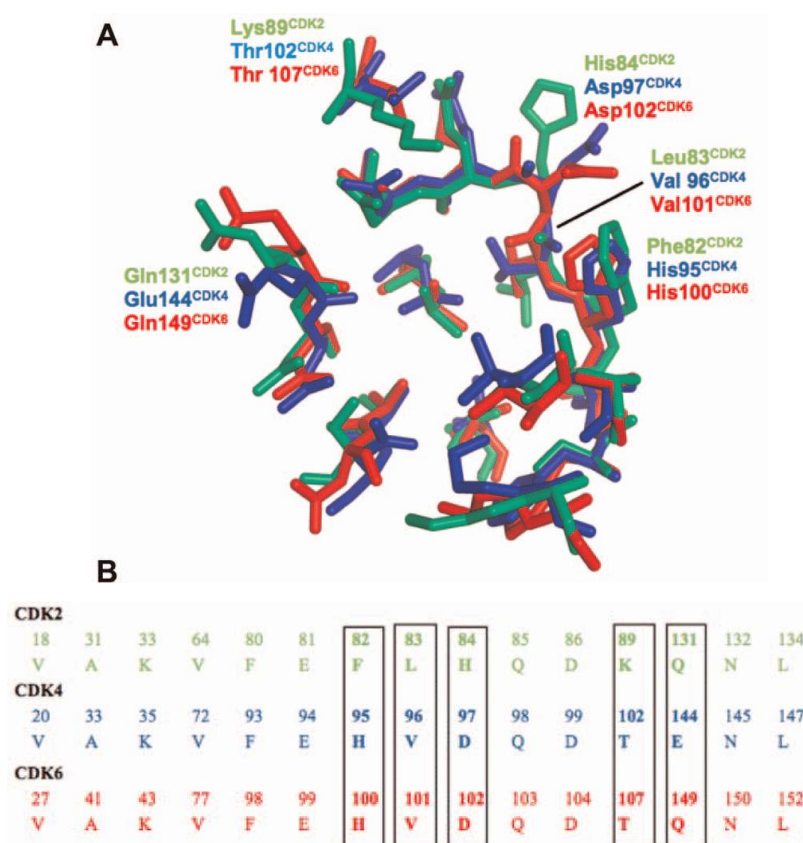 A
Lys89CDK2
Thr102CDK4
Thr 107CDK6
His84CDK2
Asp97CDK4
Asp102CDK6
Leu83CDK2
Val 96CDK4
Val101CDK6
Gln131CDK2
Glu144CDK4
Gln149CDK6
Phe82CDK2
His95CDK4
His100CDK6
B
CDK2
18 31 33 64 80 81 82 83 84 85 86 89 131 132 134
V A K V F E F L H Q D K Q N L
CDK4
20 33 35 72 93 94 95 96 97 98 99 102 144 145 147
V A K V F E H V D Q D T E N L
CDK6
27 41 43 77 98 99 100 101 102 103 104 107 149 150 152
V A K V F E H V D Q D T Q N L